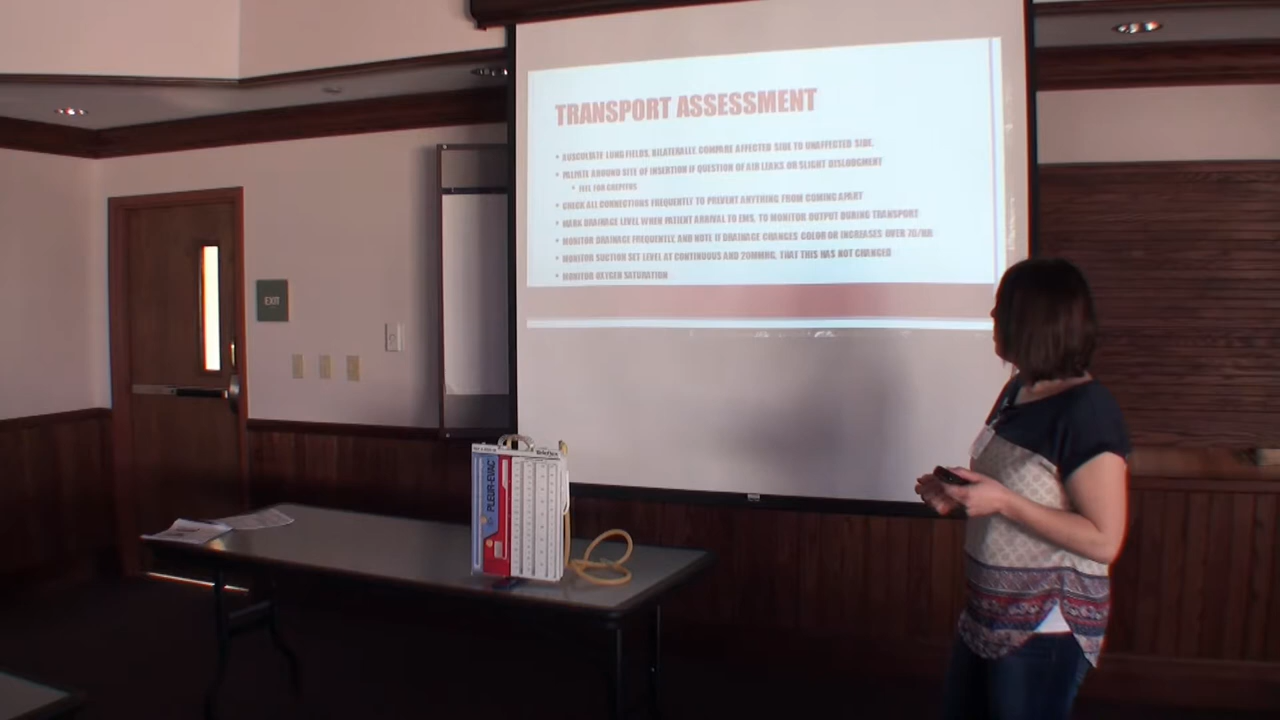 TRANSPORT ASSESSMENT
• AUSCULTATE LUNG FIELDS, BILATERALLY. COMPARE AFFECTED SIDE TO UNAFFECTED SIDE.
• PALPATE AROUND SITE OF INSERTION IF QUESTION OF AIR LEAKS OR SLIGHT DISLODGMENT
• FEEL FOR CREPITUS
• CHECK ALL CONNECTIONS FREQUENTLY TO PREVENT ANYTHING FROM COMING APART
• MARK DRAINAGE LEVEL WHEN PATIENT ARRIVAL TO EMS, TO MONITOR OUTPUT DURING TRANSPORT
• MONITOR DRAINAGE FREQUENTLY, AND NOTE IF DRAINAGE CHANGES COLOR OR INCREASES OVER 70/HR
• MONITOR SUCTION SET LEVEL AT CONTINUOUS AND 20MMHG, THAT THIS HAS NOT CHANGED
• MONITOR OXYGEN SATURATION
EXIT
Teleflex
PLEUR-EVAC